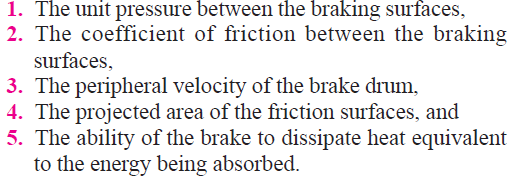 1. The unit pressure between the braking surfaces,
2. The coefficient of friction between the braking
surfaces,
3. The peripheral velocity of the brake drum,
4. The projected area of the friction surfaces, and
5. The ability of the brake to dissipate heat equivalent
to the energy being absorbed.